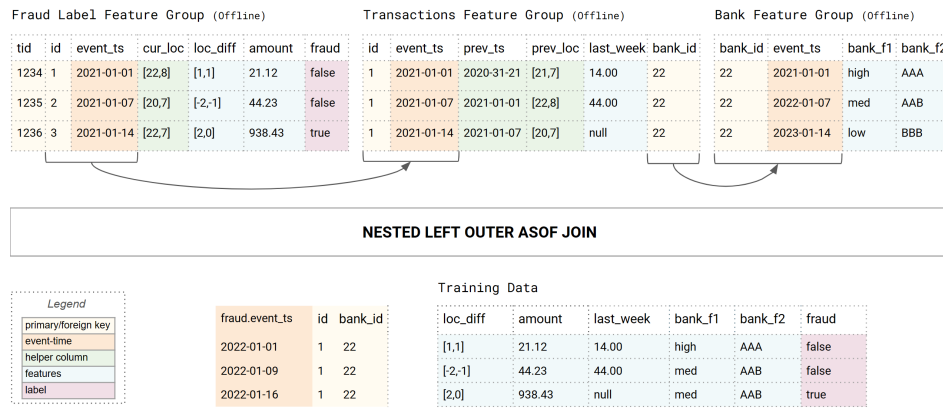 Fraud Label Feature Group (Offline)
tid id event_ts cur_loc loc_diff amount fraud
1234 1 2021-01-01 [22,8] [1,1] 21.12 false
1235 2 2021-01-07 [20,7] [-2,-1] 44.23 false
1236 3 2021-01-14 [22,7] [2,0] 938.43 true
Transactions Feature Group (Offline)
id event_ts prev_ts prev_loc last_week bank_id
1 2021-01-01 2020-31-21 [21,7] 14.00 22
1 2021-01-07 2021-01-01 [22,8] 44.00 22
1 2021-01-14 2021-01-07 [20,7] null 22
Bank Feature Group (Offline)
bank_id event_ts bank_f1 bank_f2
22 2021-01-01 high AAA
22 2022-01-07 med AAB
22 2023-01-14 low BBB
NESTED LEFT OUTER ASOF JOIN
Legend
primary/foreign key
event-time
helper column
features
label
fraud.event_ts id bank_id
2022-01-01 1 22
2022-01-09 1 22
2022-01-16 1 22
Training Data
loc_diff amount last_week bank_f1 bank_f2 fraud
[1,1] 21.12 14.00 high AAA false
[-2,-1] 44.23 44.00 med AAB false
[2,0] 938.43 null med AAB true